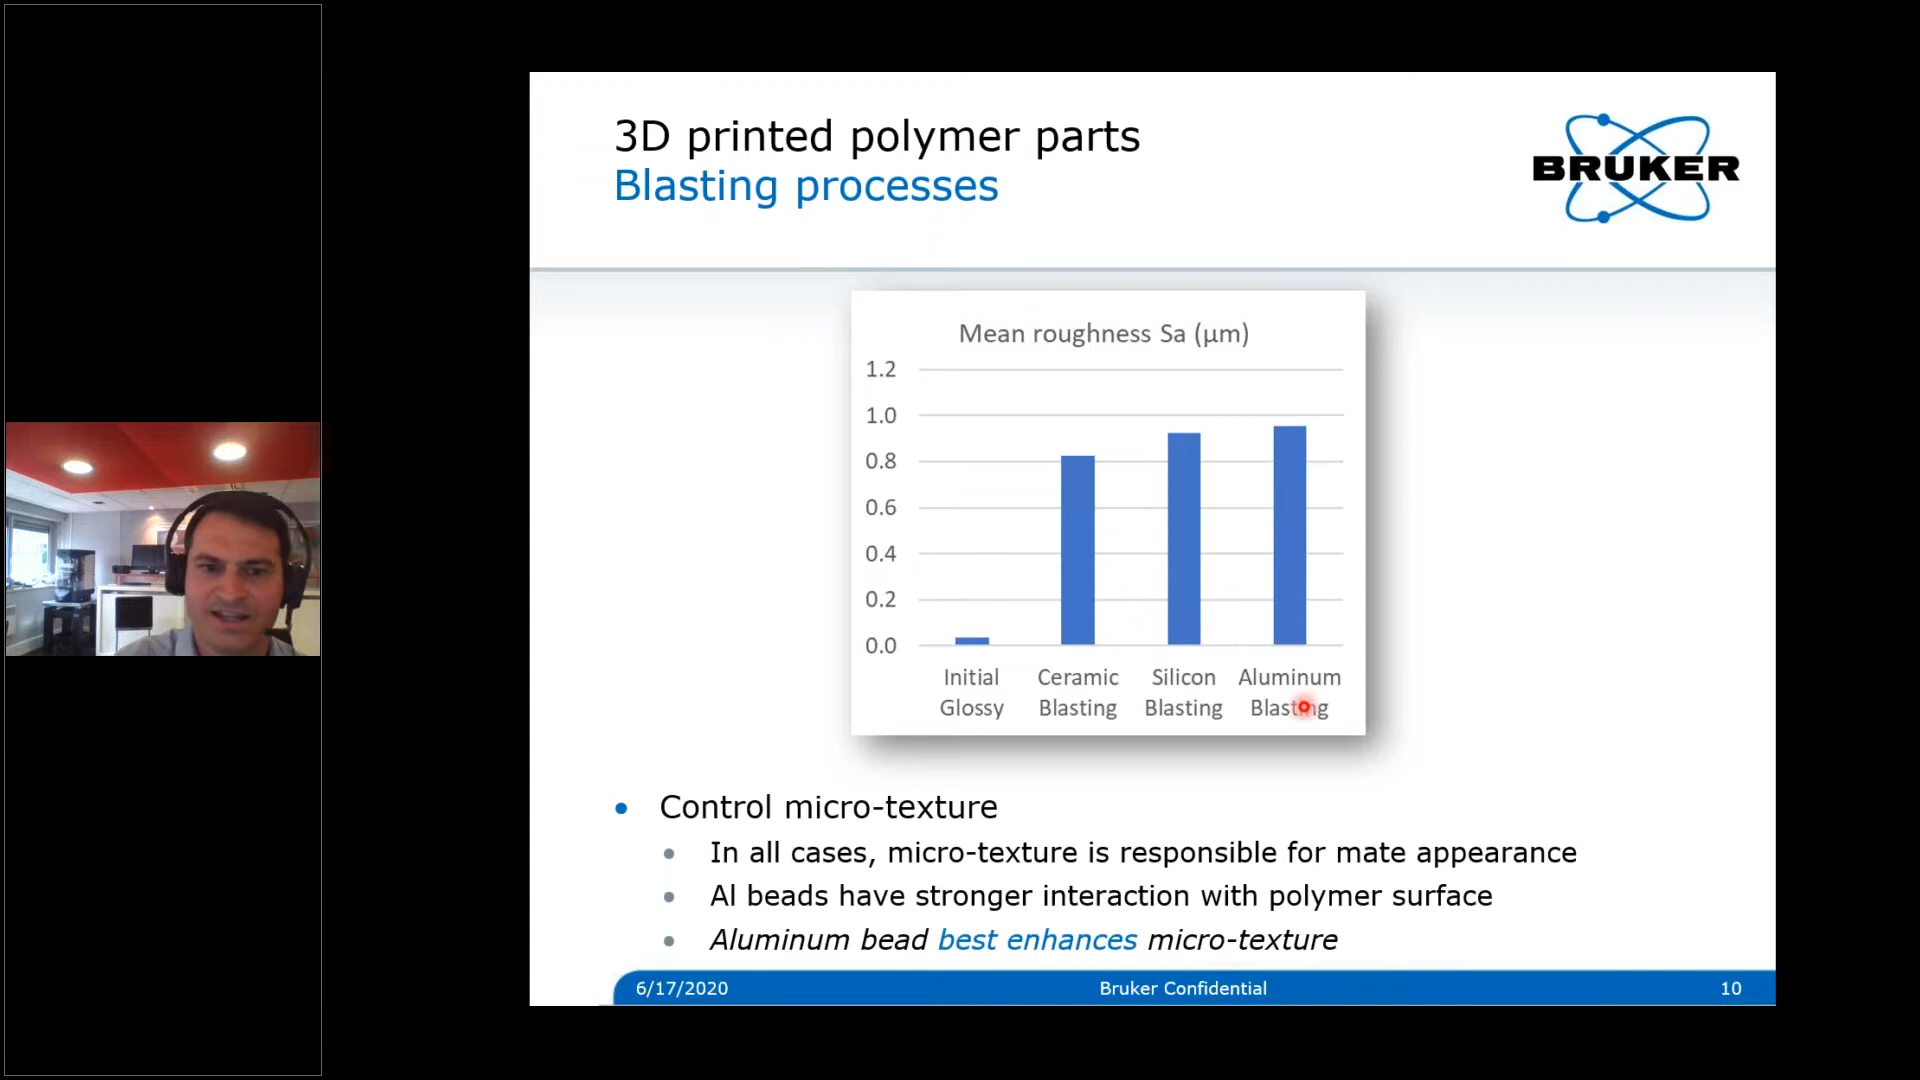 3D printed polymer parts
Blasting processes
BRUKER
Mean roughness Sa (µm)
1.2
1.0
0.8
0.6
0.4
0.2
0.0
Initial Glossy
Ceramic Blasting
Silicon Blasting
Aluminum Blasting
Control micro-texture
In all cases, micro-texture is responsible for mate appearance
Al beads have stronger interaction with polymer surface
Aluminum bead best enhances micro-texture
6/17/2020
Bruker Confidential
10